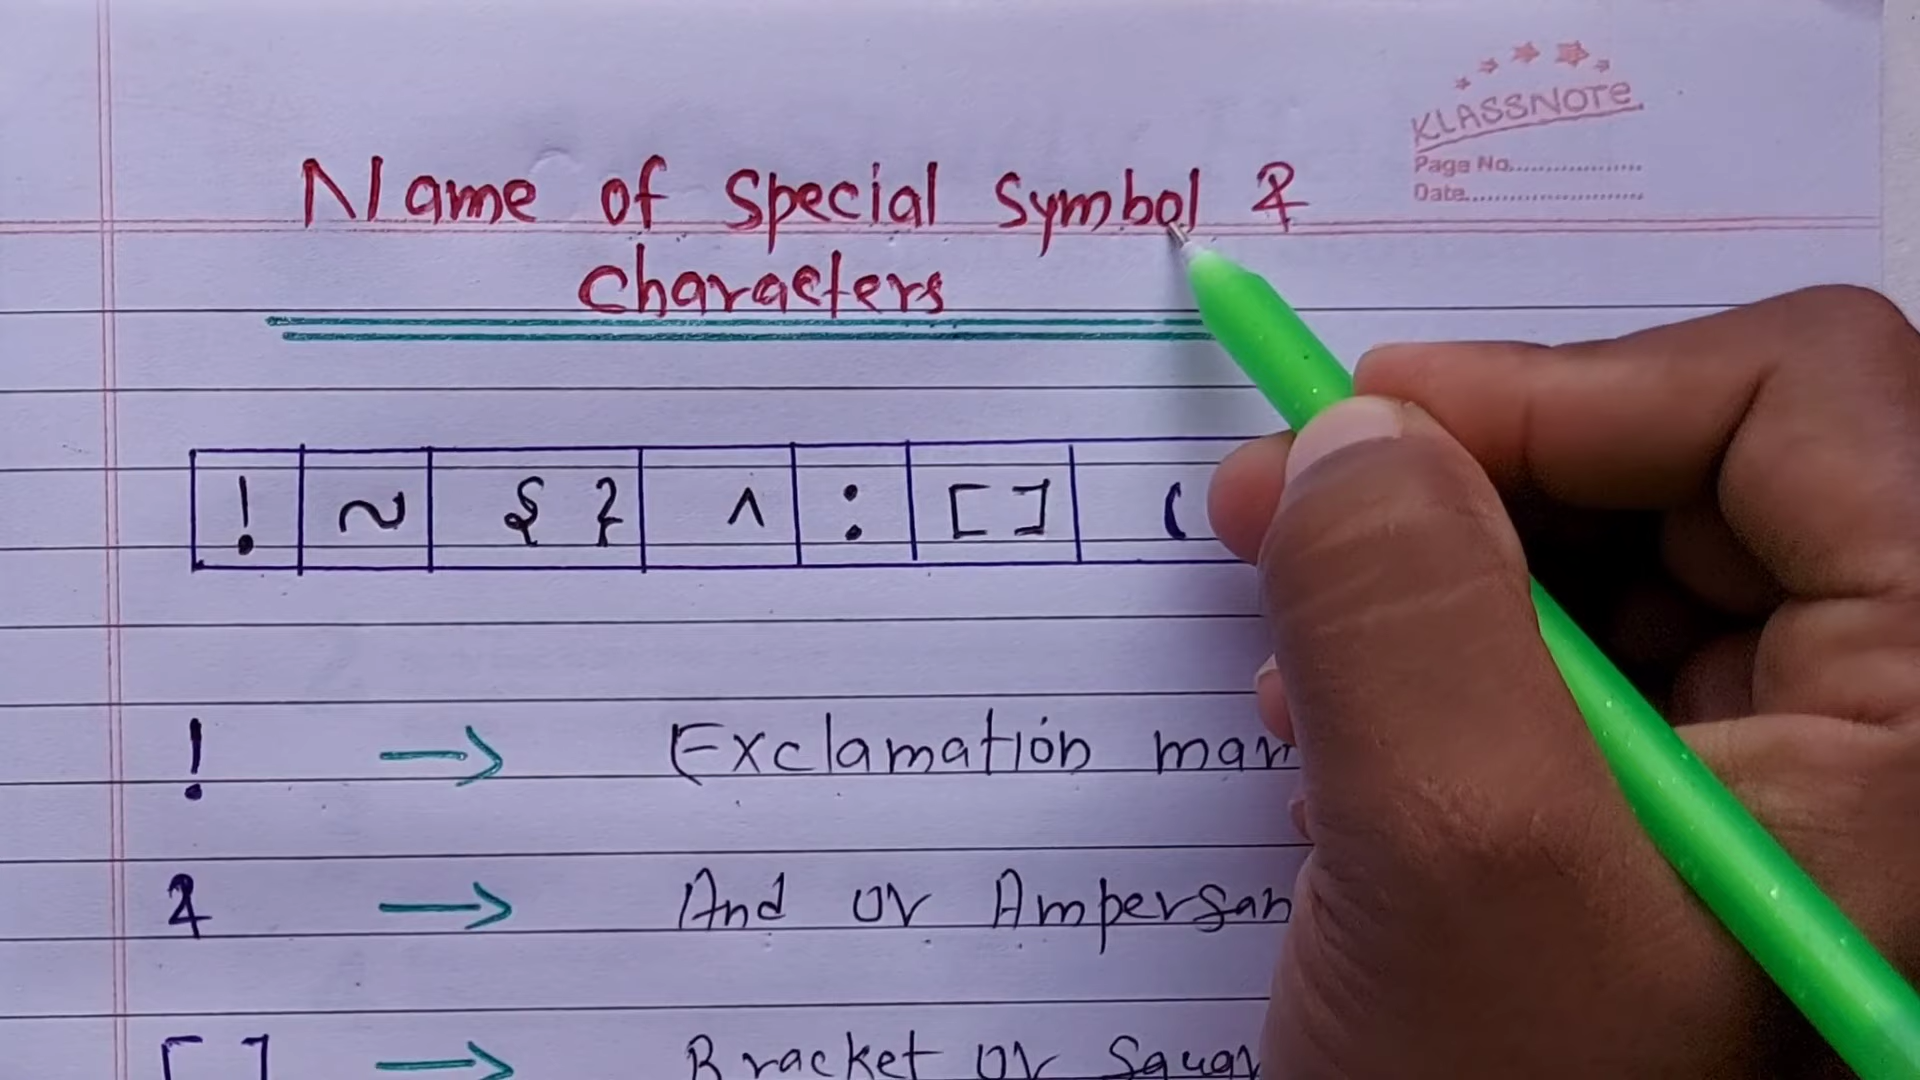 KLASSNOTE
Page No.
Date.
Name of special symbol &
characters
! ~ { } ^ : [ ] (
! → Exclamation mar
& → And or Ampersan
[ ] → Bracket or Squar